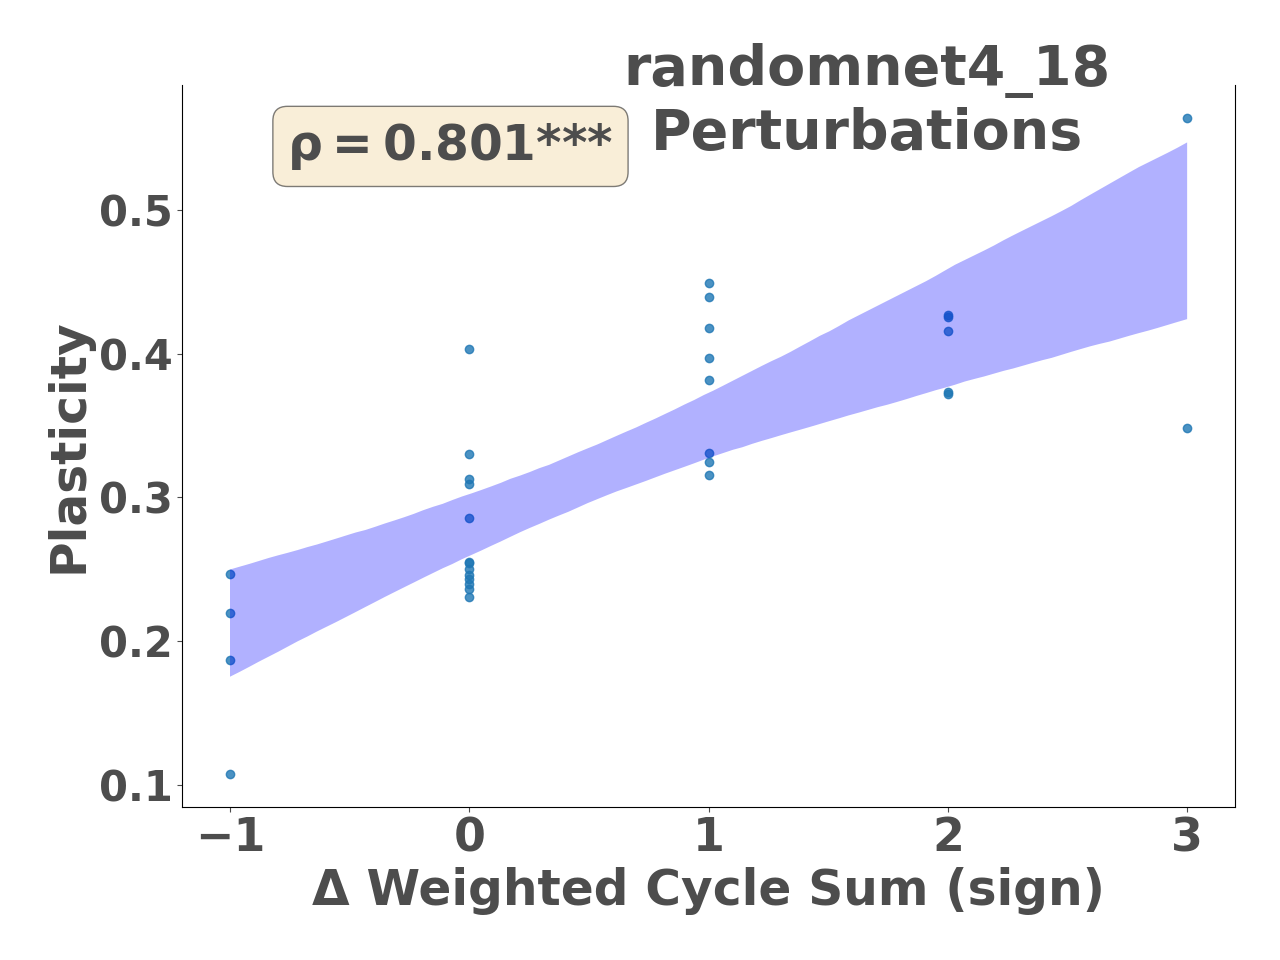 randomnet4_18
Perturbations
ρ = 0.801***
Plasticity
0.5
0.4
0.3
0.2
0.1
−1 0 1 2 3
Δ Weighted Cycle Sum (sign)